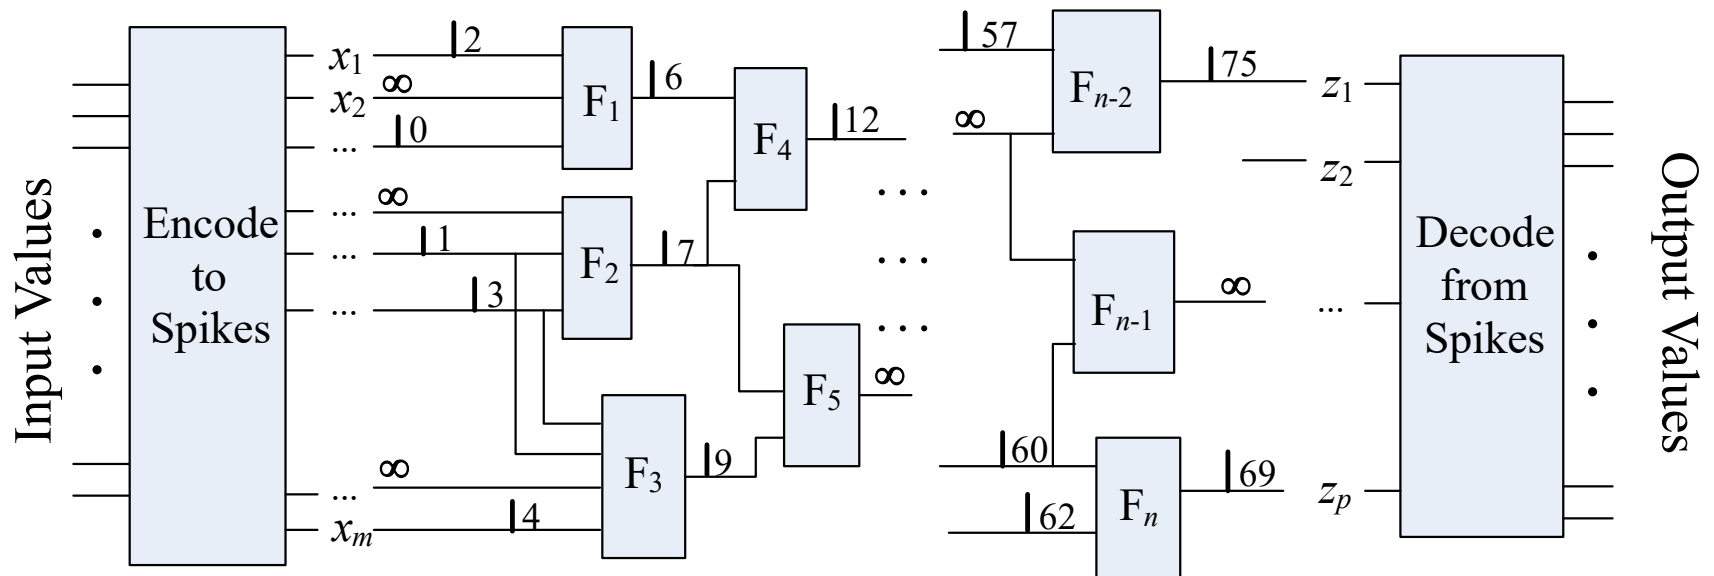 Input Values
Encode
to
Spikes
x1
x2
...
...
...
...
...
xm
2
∞
0
∞
1
3
∞
4
F1
F2
F3
6
7
9
F4
F5
12
∞
. . .
. . .
. . .
57
∞
60
62
Fn-2
Fn-1
Fn
75
∞
69
z1
z2
...
zp
Decode
from
Spikes
Output Values